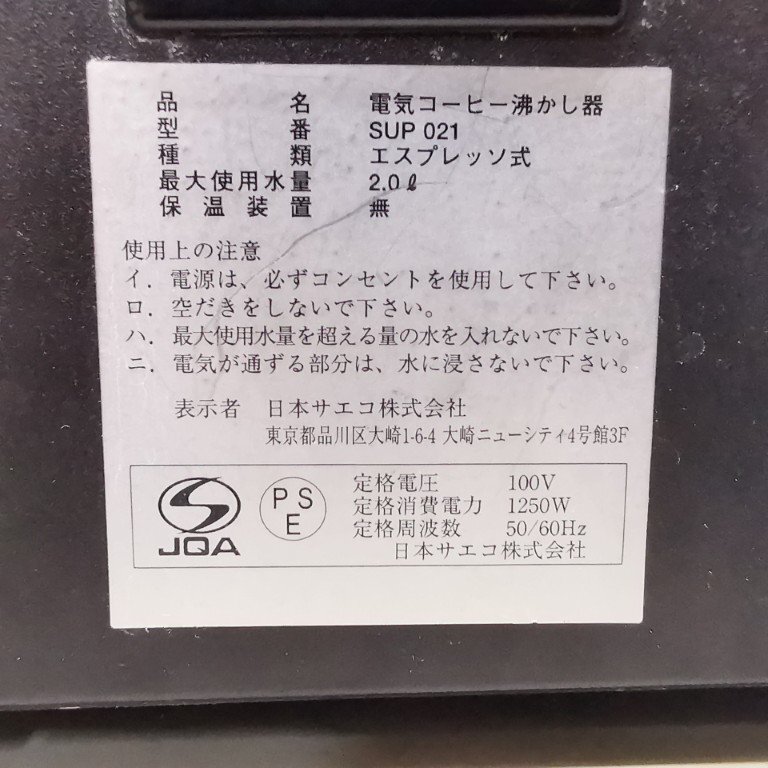 品名 電気コーヒー沸かし器
型番 SUP 021
種類 エスプレッソ式
最大使用水量 2.0ℓ
保温装置 無
使用上の注意
イ．電源は、必ずコンセントを使用して下さい。
ロ．空だきをしないで下さい。
ハ．最大使用水量を超える量の水を入れないで下さい。
ニ．電気が通ずる部分は、水に浸さないで下さい。
表示者 日本サエコ株式会社
東京都品川区大崎1-6-4 大崎ニューシティ4号館3F
JQA
PSE
定格電圧 100V
定格消費電力 1250W
定格周波数 50/60Hz
日本サエコ株式会社